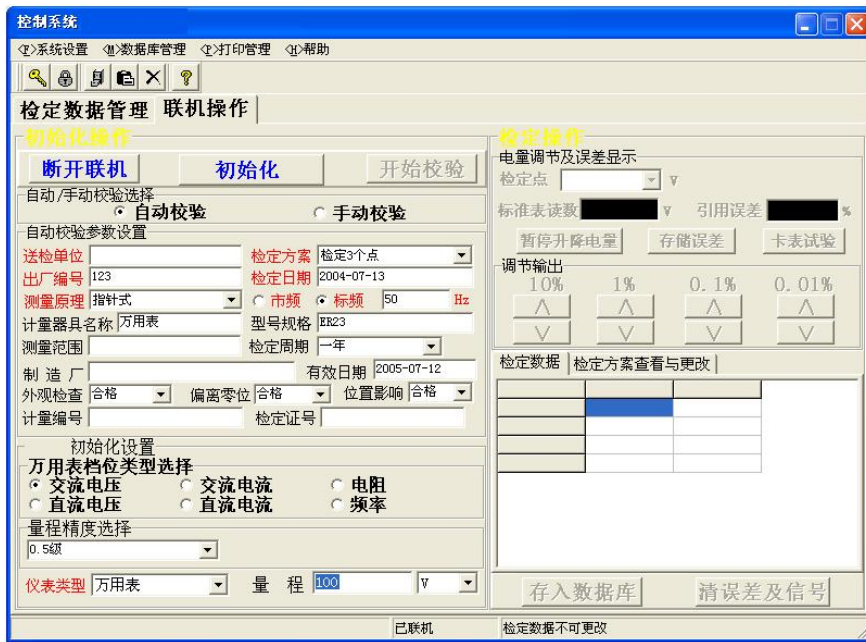 控制系统
<Y>系统设置 <M>数据库管理 <P>打印管理 <H>帮助
检定数据管理 联机操作
初始化操作
断开联机 初始化 开始校验
自动/手动校验选择
自动校验 手动校验
自动校验参数设置
送检单位 检定方案 检定3个点
出厂编号 123 检定日期 2004-07-13
测量原理 指针式 市频 标频 50 Hz
计量器具名称 万用表 型号规格 ER23
测量范围 检定周期 一年
制 造 厂 有效日期 2005-07-12
外观检查 合格 偏离零位 合格 位置影响 合格
计量编号 检定证号
初始化设置
万用表档位类型选择
交流电压 交流电流 电阻
直流电压 直流电流 频率
量程精度选择
0.5级
仪表类型 万用表 量 程 100 V
检定操作
电量调节及误差显示
检定点 V
标准表读数 V 引用误差 %
暂停升降电量 存储误差 卡表试验
调节输出
10% 1% 0.1% 0.01%
检定数据 检定方案查看与更改
存入数据库 清误差及信号
已联机 检定数据不可更改